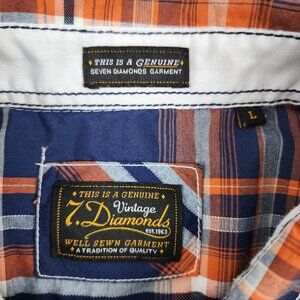 THIS IS A GENUINE
SEVEN DIAMONDS GARMENT
L
THIS IS A GENUINE
Vintage
7.Diamonds
est.1963
WELL SEWN GARMENT
A TRADITION OF QUALITY